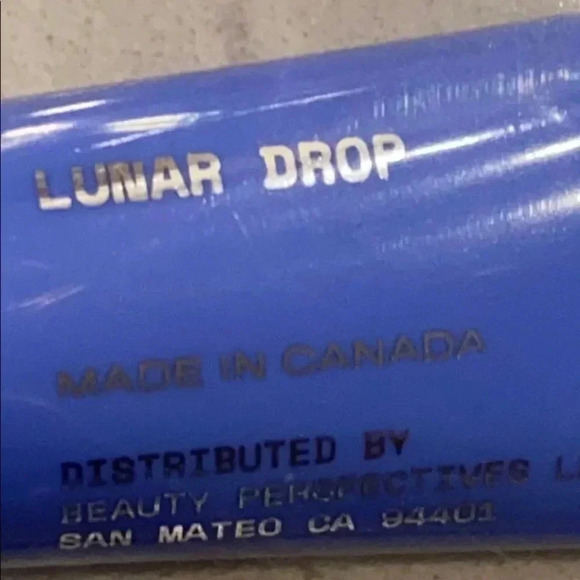 LUNAR DROP
MADE IN CANADA
DISTRIBUTED BY
BEAUTY PERSPECTIVES L
SAN MATEO CA 94401